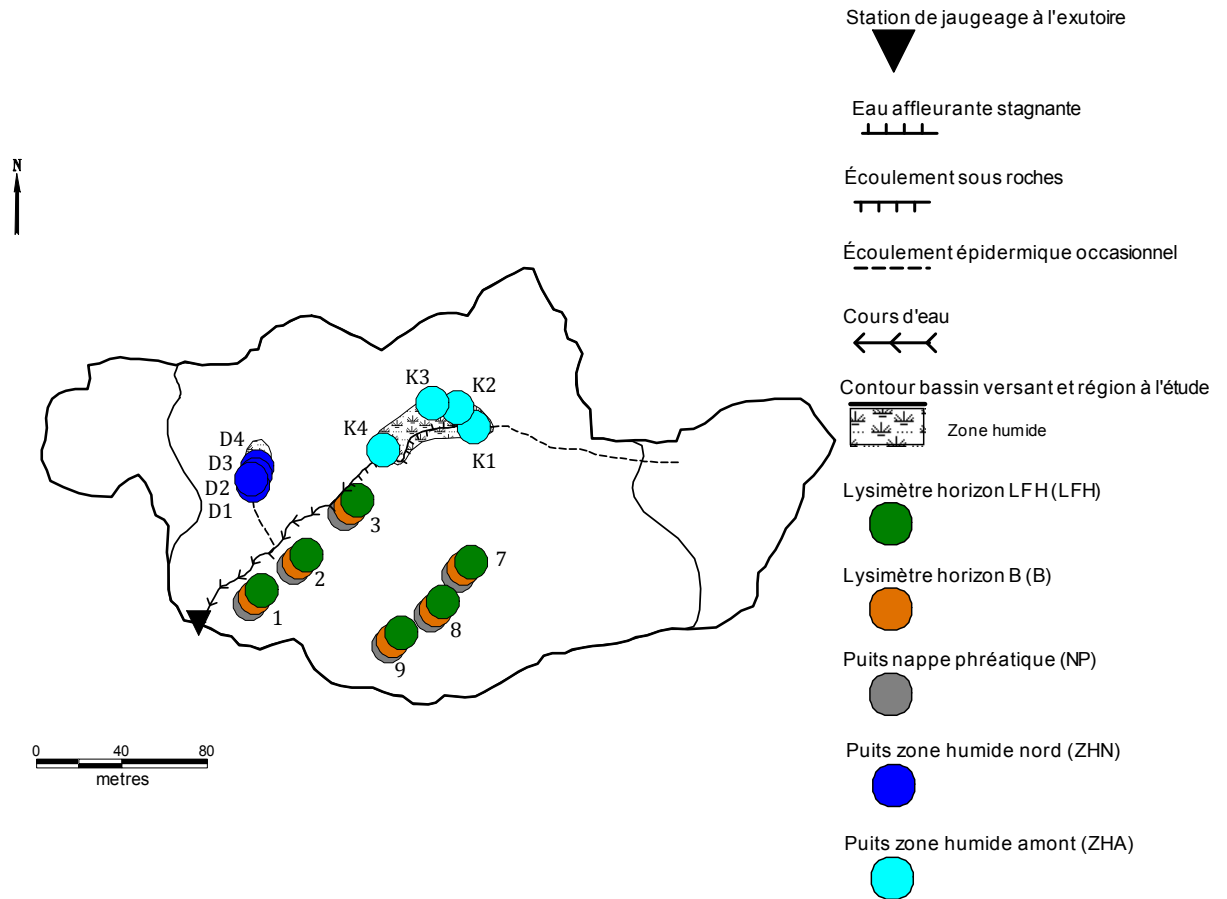 Station de jaugeage à l'exutoire
Eau affleurante stagnante
Écoulement sous roches
Écoulement épidermique occasionnel
Cours d'eau
Contour bassin versant et région à l'étude
Zone humide
Lysimètre horizon LFH (LFH)
Lysimètre horizon B (B)
Puits nappe phréatique (NP)
Puits zone humide nord (ZHN)
Puits zone humide amont (ZHA)
N
K3
K2
K4
K1
D4
D3
D2
D1
3
2
1
7
8
9
0 40 80
metres